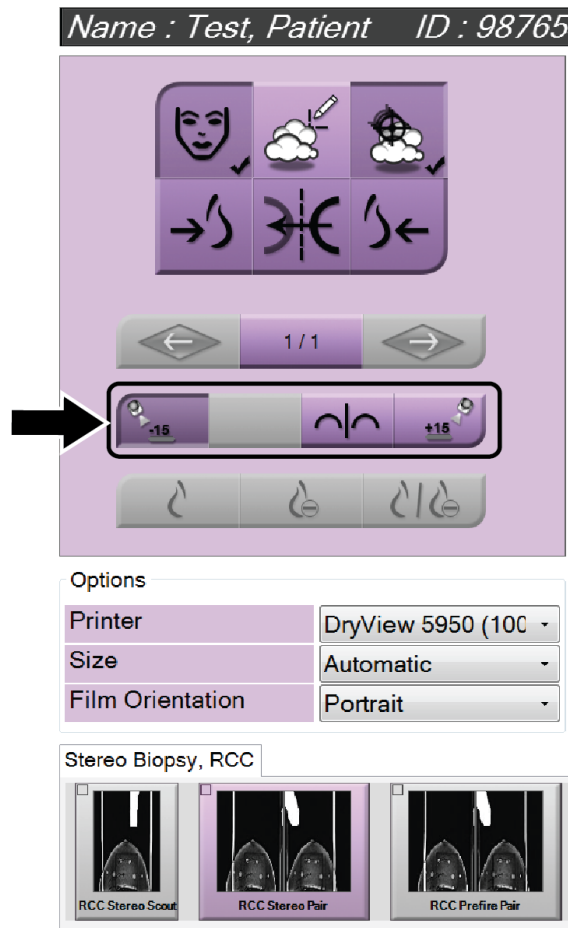 Name : Test, Patient ID : 98765
1 / 1
-15 +15
Options
Printer DryView 5950 (100
Size Automatic
Film Orientation Portrait
Stereo Biopsy, RCC
RCC Stereo Scout RCC Stereo Pair RCC Prefire Pair